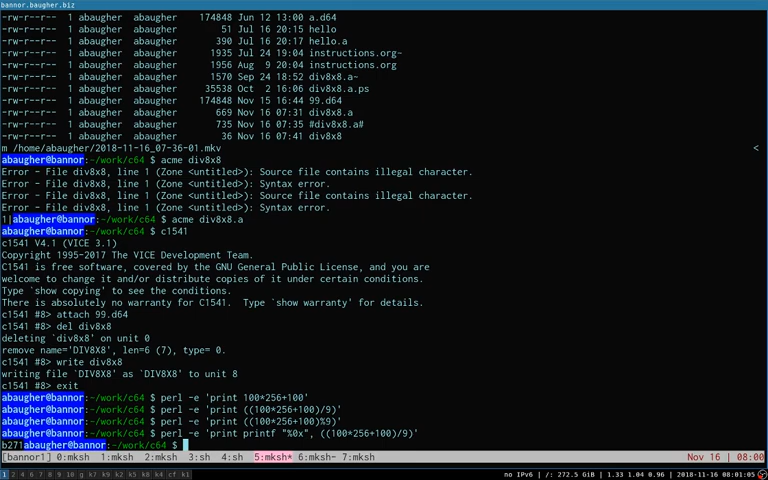 bannor.baugher.biz
-rw-r--r-- 1 abaugher abaugher 174848 Jun 12 13:00 a.d64
-rw-r--r-- 1 abaugher abaugher 51 Jul 16 20:15 hello
-rw-r--r-- 1 abaugher abaugher 390 Jul 16 20:17 hello.a
-rw-r--r-- 1 abaugher abaugher 1935 Jul 24 19:04 instructions.org~
-rw-r--r-- 1 abaugher abaugher 1956 Aug 9 20:04 instructions.org
-rw-r--r-- 1 abaugher abaugher 1570 Sep 24 18:52 div8x8.a~
-rw-r--r-- 1 abaugher abaugher 35538 Oct 2 16:06 div8x8.a.ps
-rw-r--r-- 1 abaugher abaugher 174848 Nov 15 16:44 99.d64
-rw-r--r-- 1 abaugher abaugher 669 Nov 16 07:31 div8x8.a
-rw-r--r-- 1 abaugher abaugher 735 Nov 16 07:35 #div8x8.a#
-rw-r--r-- 1 abaugher abaugher 36 Nov 16 07:41 div8x8
m /home/abaugher/2018-11-16_07-36-01.mkv <
abaugher@bannor:~/work/c64 $ acme div8x8
Error - File div8x8, line 1 (Zone <untitled>): Source file contains illegal character.
Error - File div8x8, line 1 (Zone <untitled>): Syntax error.
Error - File div8x8, line 1 (Zone <untitled>): Source file contains illegal character.
Error - File div8x8, line 1 (Zone <untitled>): Syntax error.
1|abaugher@bannor:~/work/c64 $ acme div8x8.a
abaugher@bannor:~/work/c64 $ c1541
c1541 V4.1 (VICE 3.1)
Copyright 1995-2017 The VICE Development Team.
C1541 is free software, covered by the GNU General Public License, and you are
welcome to change it and/or distribute copies of it under certain conditions.
Type `show copying' to see the conditions.
There is absolutely no warranty for C1541. Type `show warranty' for details.
c1541 #8> attach 99.d64
c1541 #8> del div8x8
deleting `div8x8' on unit 0
remove name='DIV8X8', len=6 (7), type= 0.
c1541 #8> write div8x8
writing file `DIV8X8' as `DIV8X8' to unit 8
c1541 #8> exit
abaugher@bannor:~/work/c64 $ perl -e 'print 100*256+100'
abaugher@bannor:~/work/c64 $ perl -e 'print ((100*256+100)/9)'
abaugher@bannor:~/work/c64 $ perl -e 'print ((100*256+100)%9)'
abaugher@bannor:~/work/c64 $ perl -e 'print printf "%0x", ((100*256+100)/9)'
b271abaugher@bannor:~/work/c64 $
[bannor1] 0:mksh 1:mksh 2:mksh 3:sh 4:sh 5:mksh* 6:mksh- 7:mksh Nov 16 | 08:00
1 2 4 5 6 7 8 9 10 g k7 k9 k2 k5 k8 k4 cf k1 no IPv6 | /: 272.5 GiB | 1.33 1.04 0.96 | 2018-11-16 08:01:05